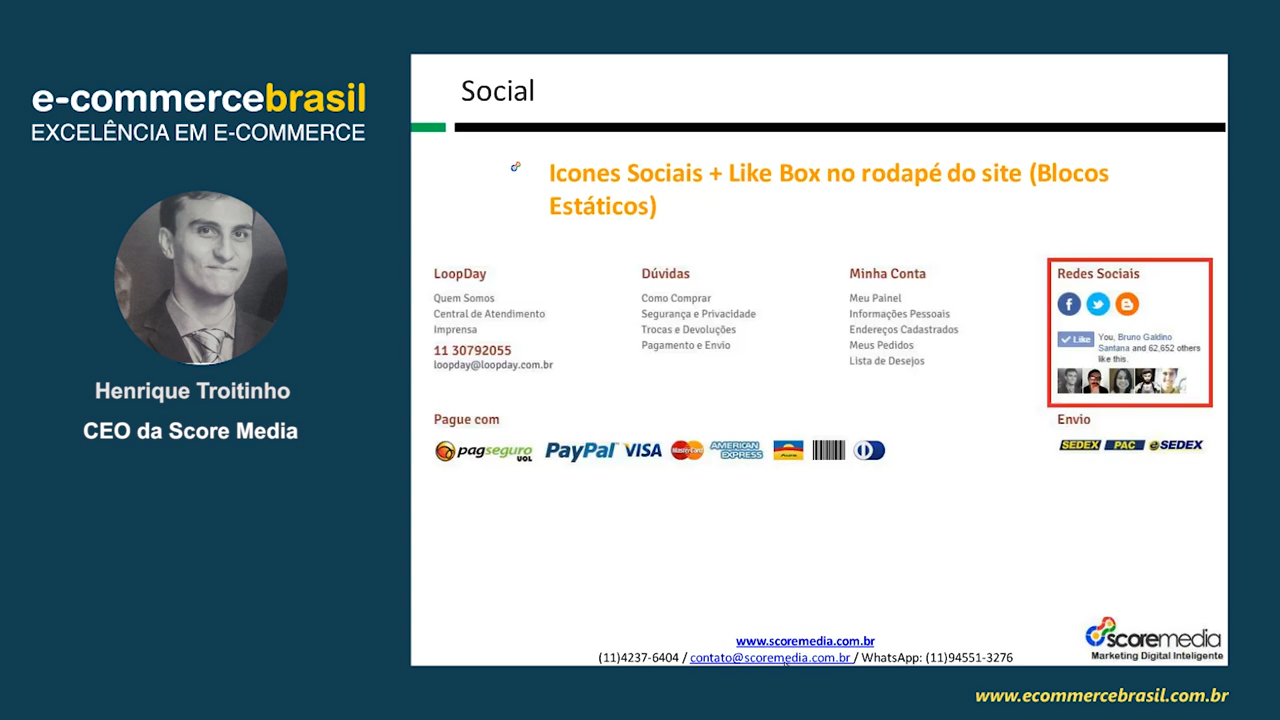 e-commercebrasil
EXCELÊNCIA EM E-COMMERCE
Henrique Troitinho
CEO da Score Media
Social
Icones Sociais + Like Box no rodapé do site (Blocos
Estáticos)
LoopDay
Quem Somos
Central de Atendimento
Imprensa
11 30792055
loopday@loopday.com.br
Dúvidas
Como Comprar
Segurança e Privacidade
Trocas e Devoluções
Pagamento e Envio
Minha Conta
Meu Painel
Informações Pessoais
Endereços Cadastrados
Meus Pedidos
Lista de Desejos
Redes Sociais
Like
You, Bruno Galdino
Santana and 62,652 others
like this.
Pague com
pagseguro
UOL
PayPal
VISA
MasterCard
AMERICAN
EXPRESS
Envio
SEDEX
PAC
eSEDEX
www.scoremedia.com.br
(11)4237-6404 / contato@scoremedia.com.br / WhatsApp: (11)94551-3276
scoremedia
Marketing Digital Inteligente
www.ecommercebrasil.com.br